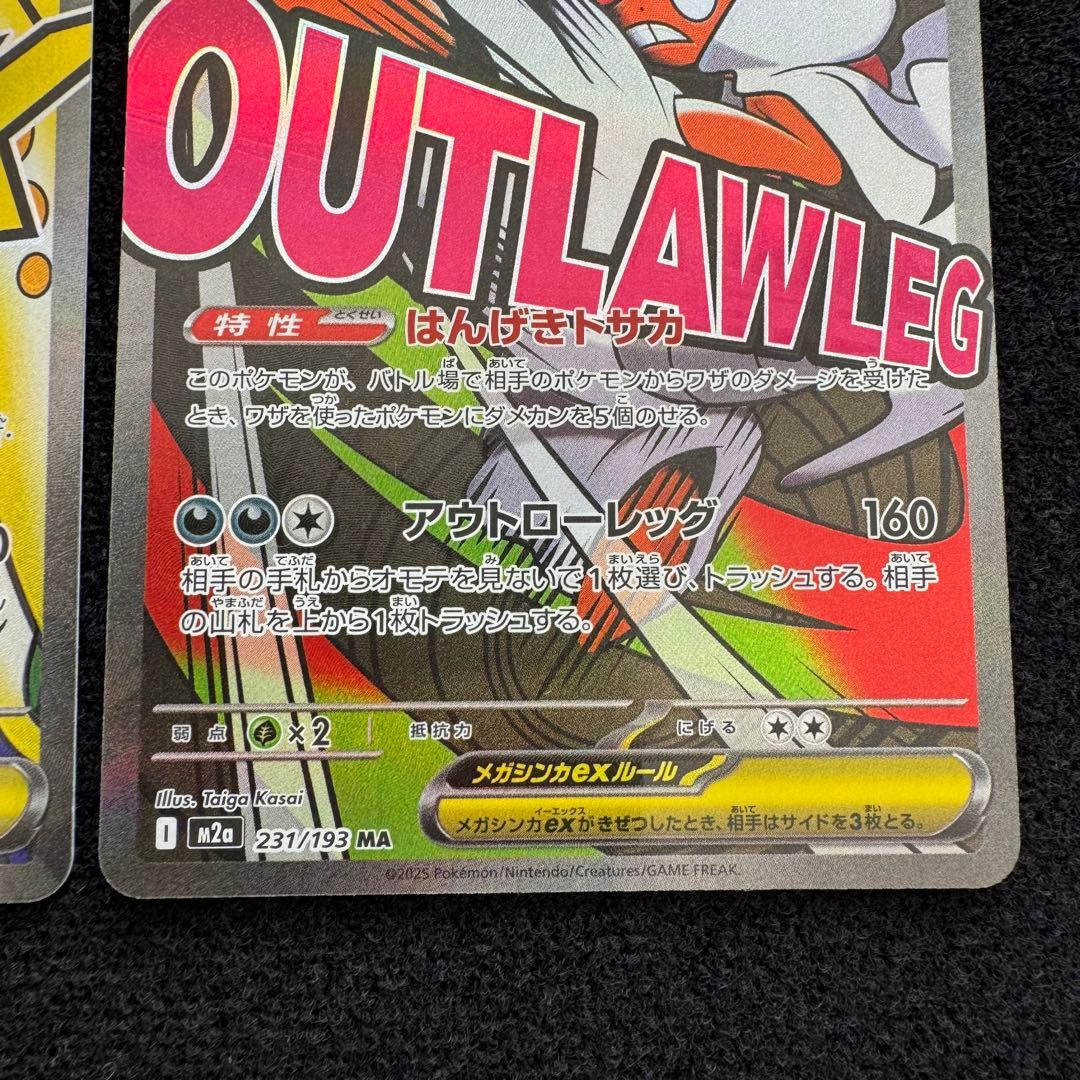 OUTLAWLEG
特性 とくせい はんげきトサカ
このポケモンが、バトル場で相手のポケモンからワザのダメージを受けた
とき、ワザを使ったポケモンにダメカンを5個のせる。
アウトローレッグ 160
相手の手札からオモテを見ないで1枚選び、トラッシュする。相手
の山札を上から1枚トラッシュする。
弱点 ×2 抵抗力 にげる
メガシンカexルール
メガシンカexがきぜつしたとき、相手はサイドを3枚とる。
Illus. Taiga Kasai
I m2a 231/193 MA
©2025 Pokémon/Nintendo/Creatures/GAME FREAK.